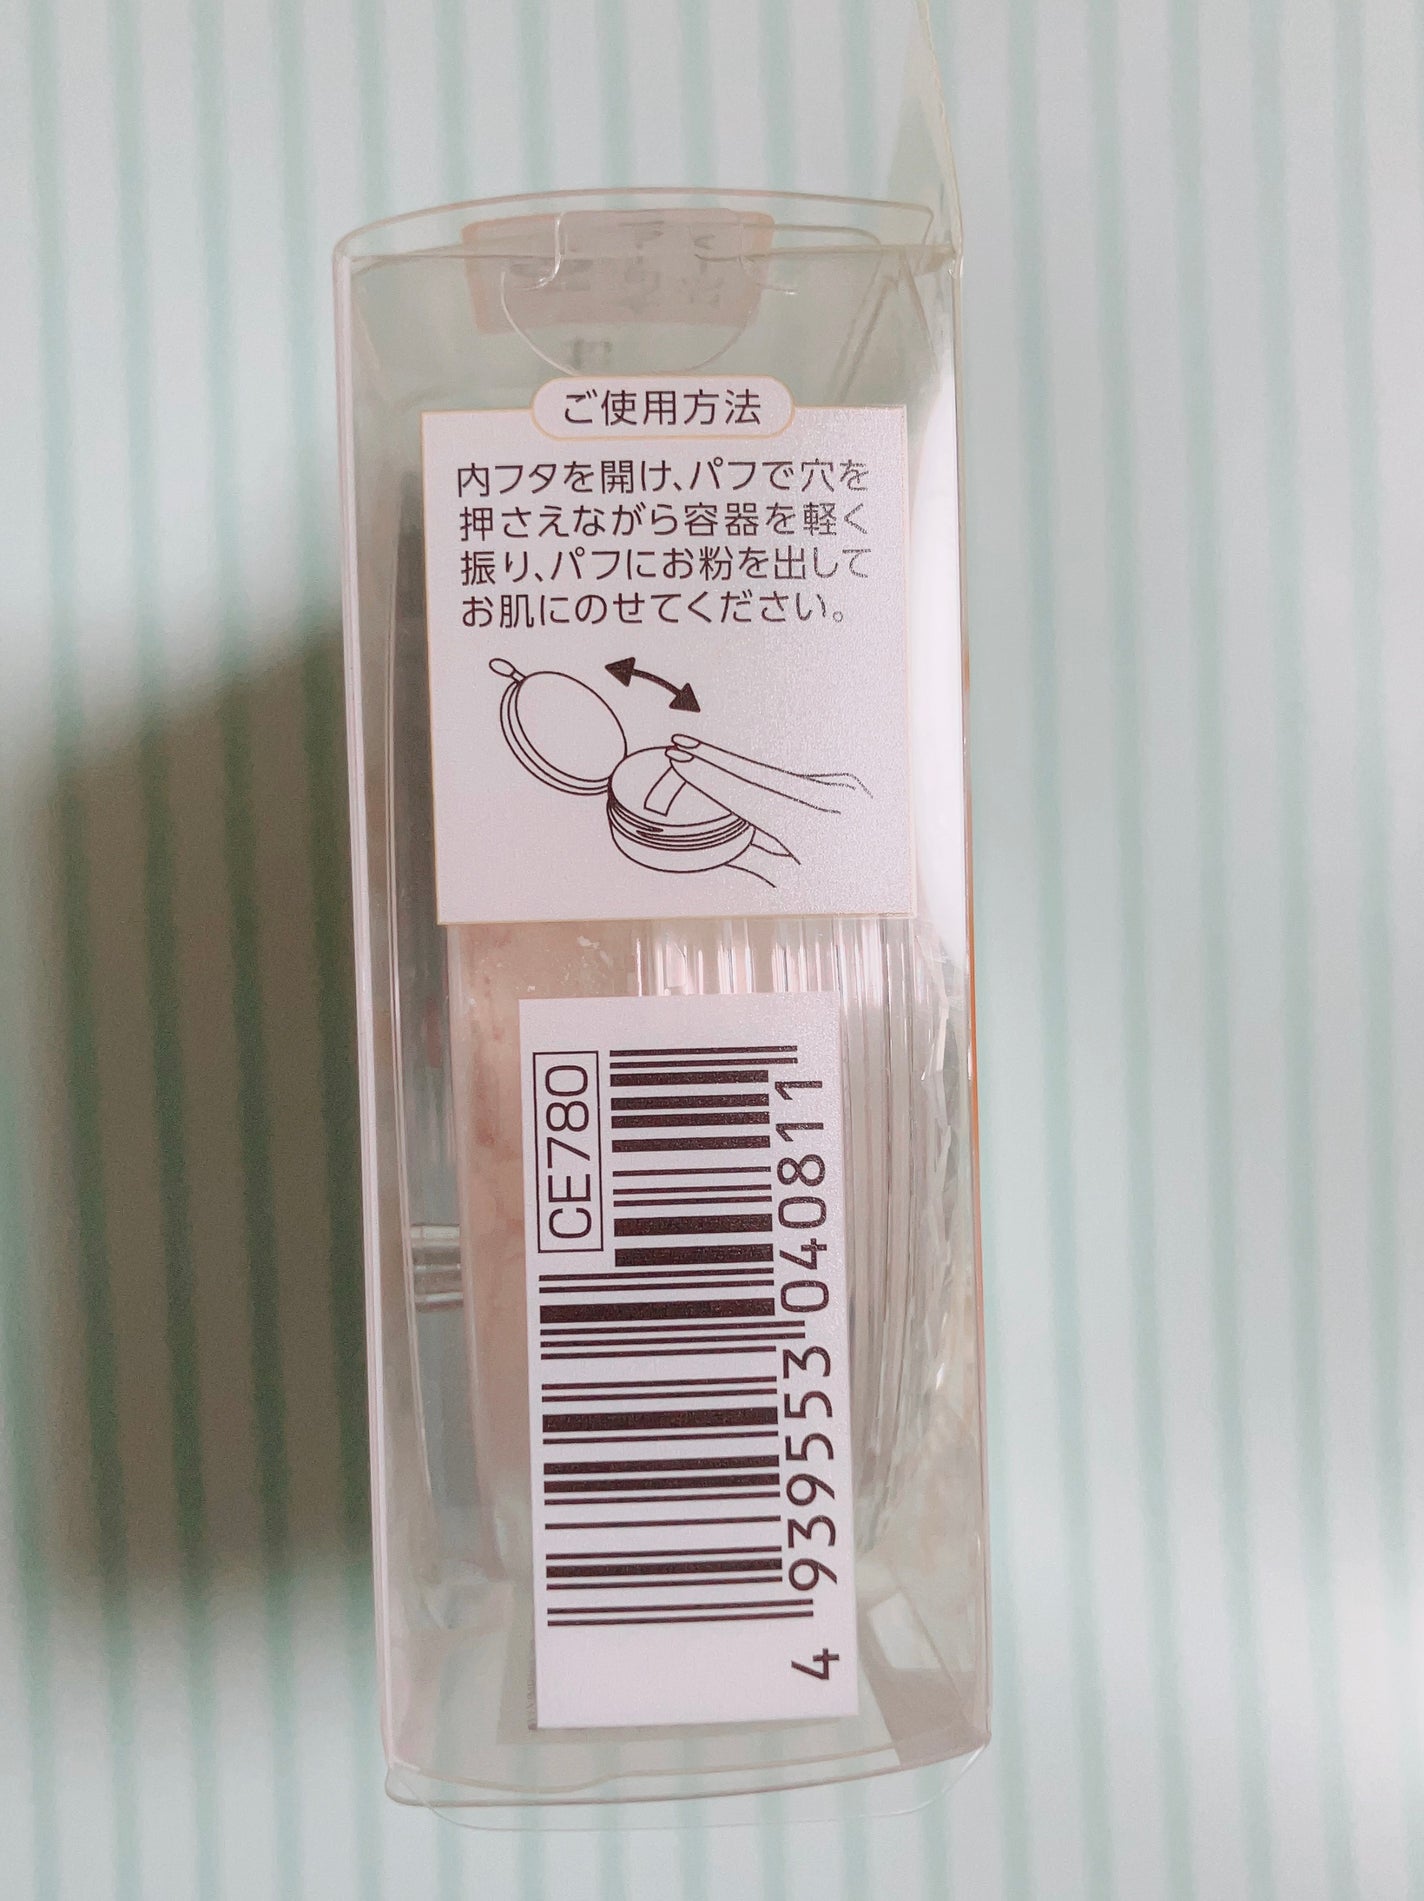 ご使用方法
内フタを開け、パフで穴を
押さえながら容器を軽く
振り、パフにお粉を出して
お肌にのせてください。
CE780
4 939553 040811